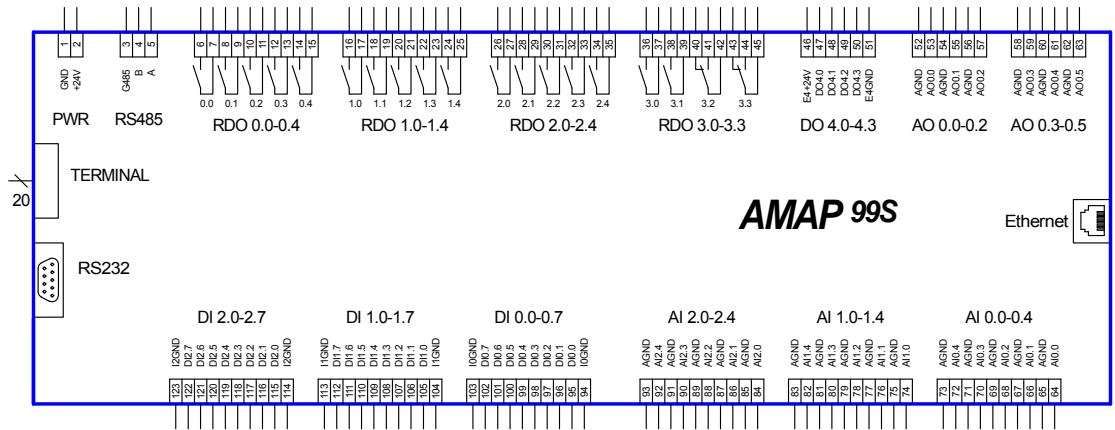 1 2 3 4 5 6 7 8 9 10 11 12 13 14 15 16 17 18 19 20 21 22 23 24 25 26 27 28 29 30 31 32 33 34 35 36 37 38 39 40 41 42 43 44 45 46 47 48 49 50 51 52 53 54 55 56 57 58 59 60 61 62 63
GND +24V G485 B A
E4+24V DO4.0 DO4.1 DO4.2 DO4.3 E4GND AGND AO0.0 AGND AO0.1 AGND AO0.2 AGND AO0.3 AGND AO0.4 AGND AO0.5
0.0 0.1 0.2 0.3 0.4 1.0 1.1 1.2 1.3 1.4 2.0 2.1 2.2 2.3 2.4 3.0 3.1 3.2 3.3
PWR RS485 RDO 0.0-0.4 RDO 1.0-1.4 RDO 2.0-2.4 RDO 3.0-3.3 DO 4.0-4.3 AO 0.0-0.2 AO 0.3-0.5
TERMINAL
20
AMAP 99S
Ethernet
RS232
DI 2.0-2.7 DI 1.0-1.7 DI 0.0-0.7 AI 2.0-2.4 AI 1.0-1.4 AI 0.0-0.4
I2GND DI2.7 DI2.6 DI2.5 DI2.4 DI2.3 DI2.2 DI2.1 DI2.0 I2GND I1GND DI1.7 DI1.6 DI1.5 DI1.4 DI1.3 DI1.2 DI1.1 DI1.0 I1GND I0GND DI0.7 DI0.6 DI0.5 DI0.4 DI0.3 DI0.2 DI0.1 DI0.0 I0GND AGND AI2.4 AGND AI2.3 AGND AI2.2 AGND AI2.1 AGND AI2.0 AGND AI1.4 AGND AI1.3 AGND AI1.2 AGND AI1.1 AGND AI1.0 AGND AI0.4 AGND AI0.3 AGND AI0.2 AGND AI0.1 AGND AI0.0
123 122 121 120 119 118 117 116 115 114 113 112 111 110 109 108 107 106 105 104 103 102 101 100 99 98 97 96 95 94 93 92 91 90 89 88 87 86 85 84 83 82 81 80 79 78 77 76 75 74 73 72 71 70 69 68 67 66 65 64